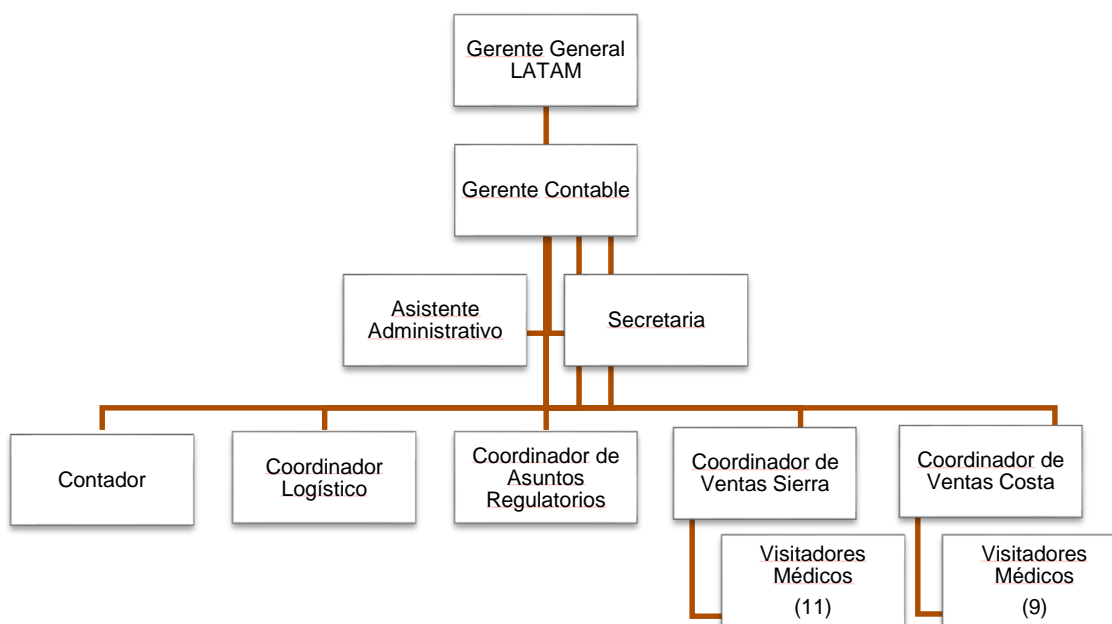 Gerente General
LATAM
Gerente Contable
Asistente
Administrativo
Secretaria
Contador
Coordinador
Logístico
Coordinador de
Asuntos
Regulatorios
Coordinador de
Ventas Sierra
Coordinador de
Ventas Costa
Visitadores
Médicos
(11)
Visitadores
Médicos
(9)